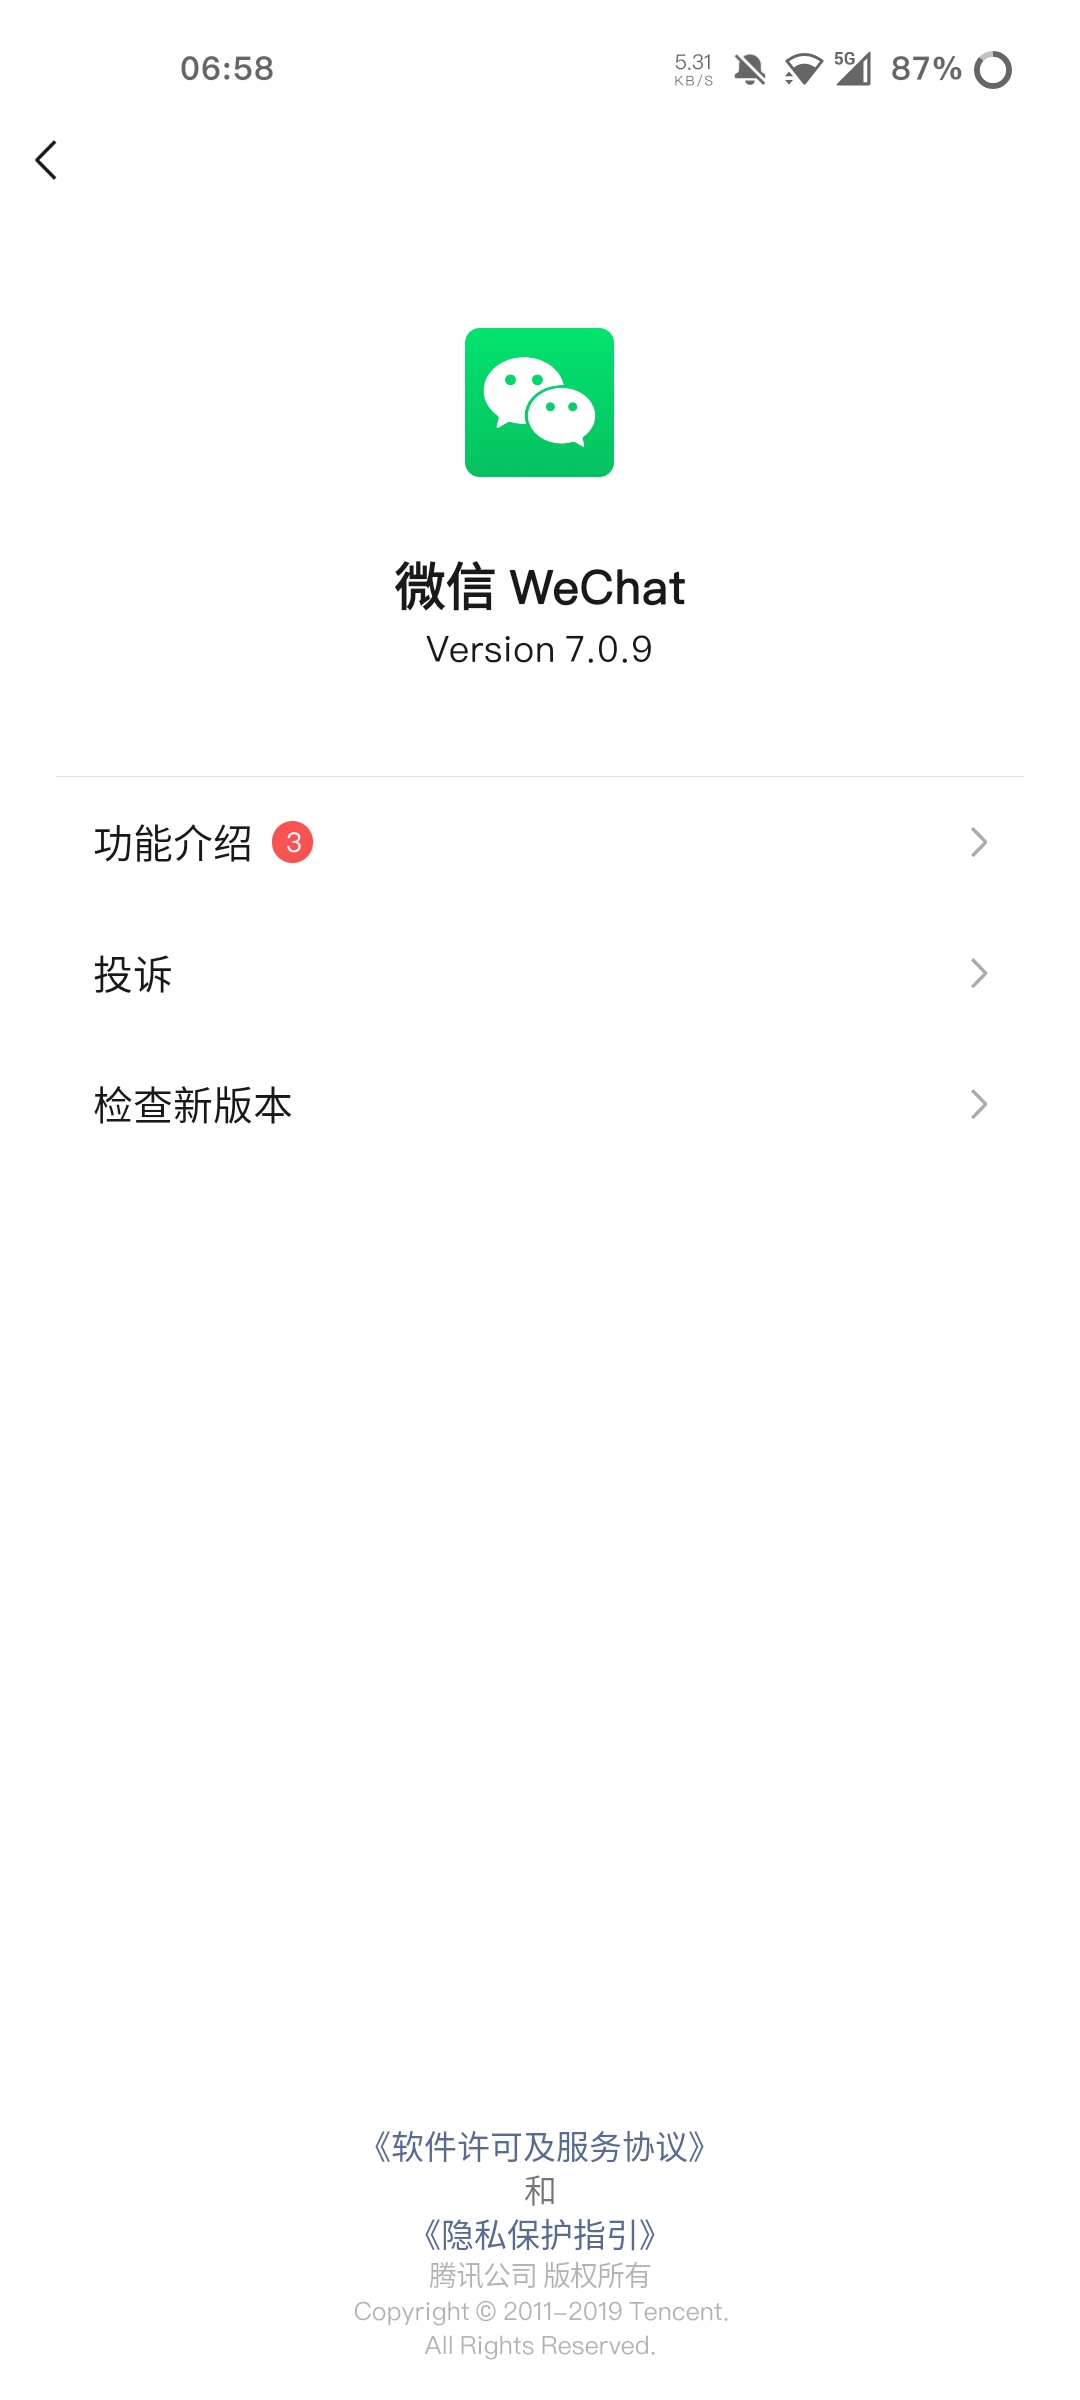 06:58
5.31
KB/S
5G
87%
微信 WeChat
Version 7.0.9
功能介绍 3
投诉
检查新版本
《软件许可及服务协议》
和
《隐私保护指引》
腾讯公司 版权所有
Copyright © 2011-2019 Tencent.
All Rights Reserved.